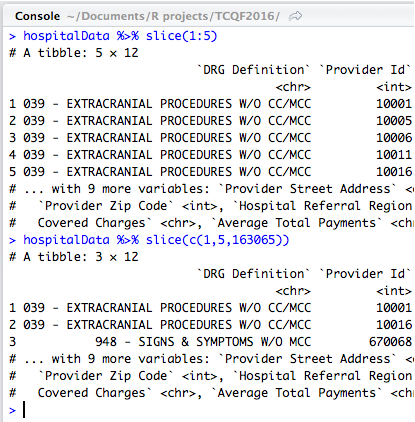 Console ~/Documents/R projects/TCQF2016/
> hospitalData %>% slice(1:5)
# A tibble: 5 × 12
`DRG Definition` `Provider Id`
<chr> <int>
1 039 - EXTRACRANIAL PROCEDURES W/O CC/MCC 10001
2 039 - EXTRACRANIAL PROCEDURES W/O CC/MCC 10005
3 039 - EXTRACRANIAL PROCEDURES W/O CC/MCC 10006
4 039 - EXTRACRANIAL PROCEDURES W/O CC/MCC 10011
5 039 - EXTRACRANIAL PROCEDURES W/O CC/MCC 10016
# ... with 9 more variables: `Provider Street Address` <
# `Provider Zip Code` <int>, `Hospital Referral Region
# Covered Charges` <chr>, `Average Total Payments` <chr
> hospitalData %>% slice(c(1,5,163065))
# A tibble: 3 × 12
`DRG Definition` `Provider Id`
<chr> <int>
1 039 - EXTRACRANIAL PROCEDURES W/O CC/MCC 10001
2 039 - EXTRACRANIAL PROCEDURES W/O CC/MCC 10016
3 948 - SIGNS & SYMPTOMS W/O MCC 670068
# ... with 9 more variables: `Provider Street Address` <
# `Provider Zip Code` <int>, `Hospital Referral Region
# Covered Charges` <chr>, `Average Total Payments` <chr
>